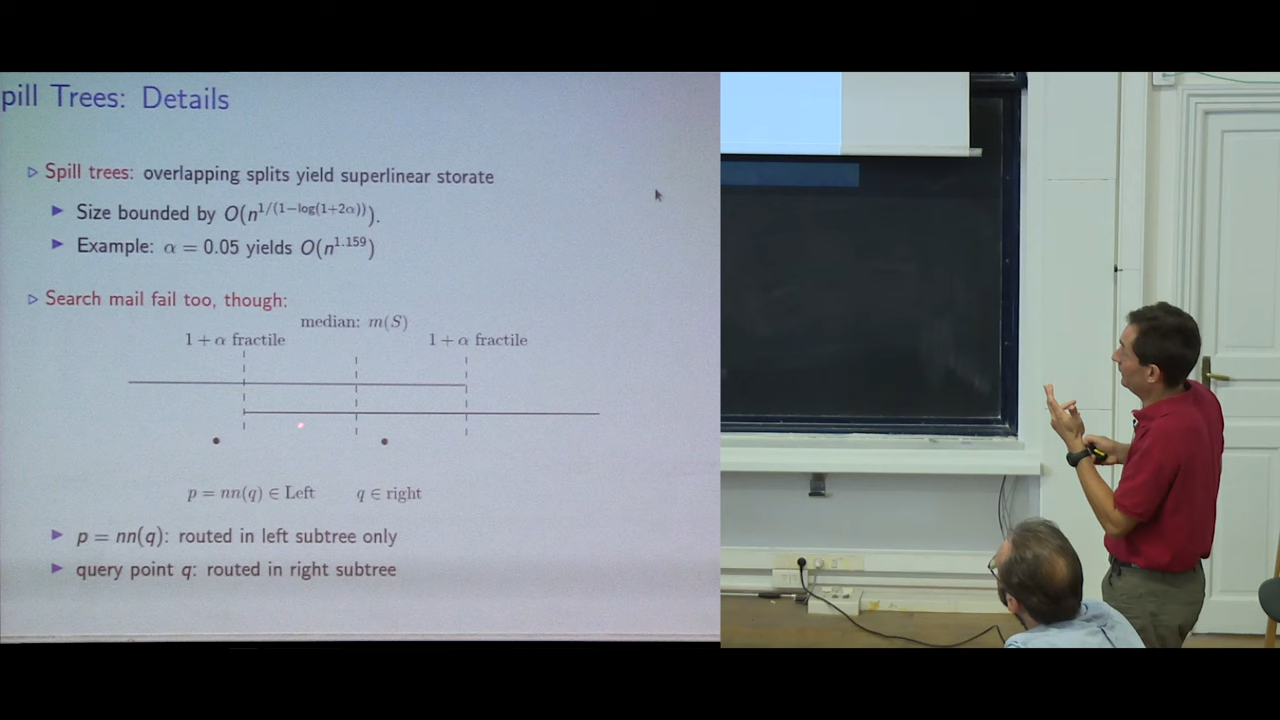 pill Trees: Details
Spill trees: overlapping splits yield superlinear storate
Size bounded by O(n^{1/(1−log(1+2α))}).
Example: α = 0.05 yields O(n^{1.159})
Search mail fail too, though:
median: m(S)
1 + α fractile 1 + α fractile
p = nn(q) ∈ Left q ∈ right
p = nn(q): routed in left subtree only
query point q: routed in right subtree